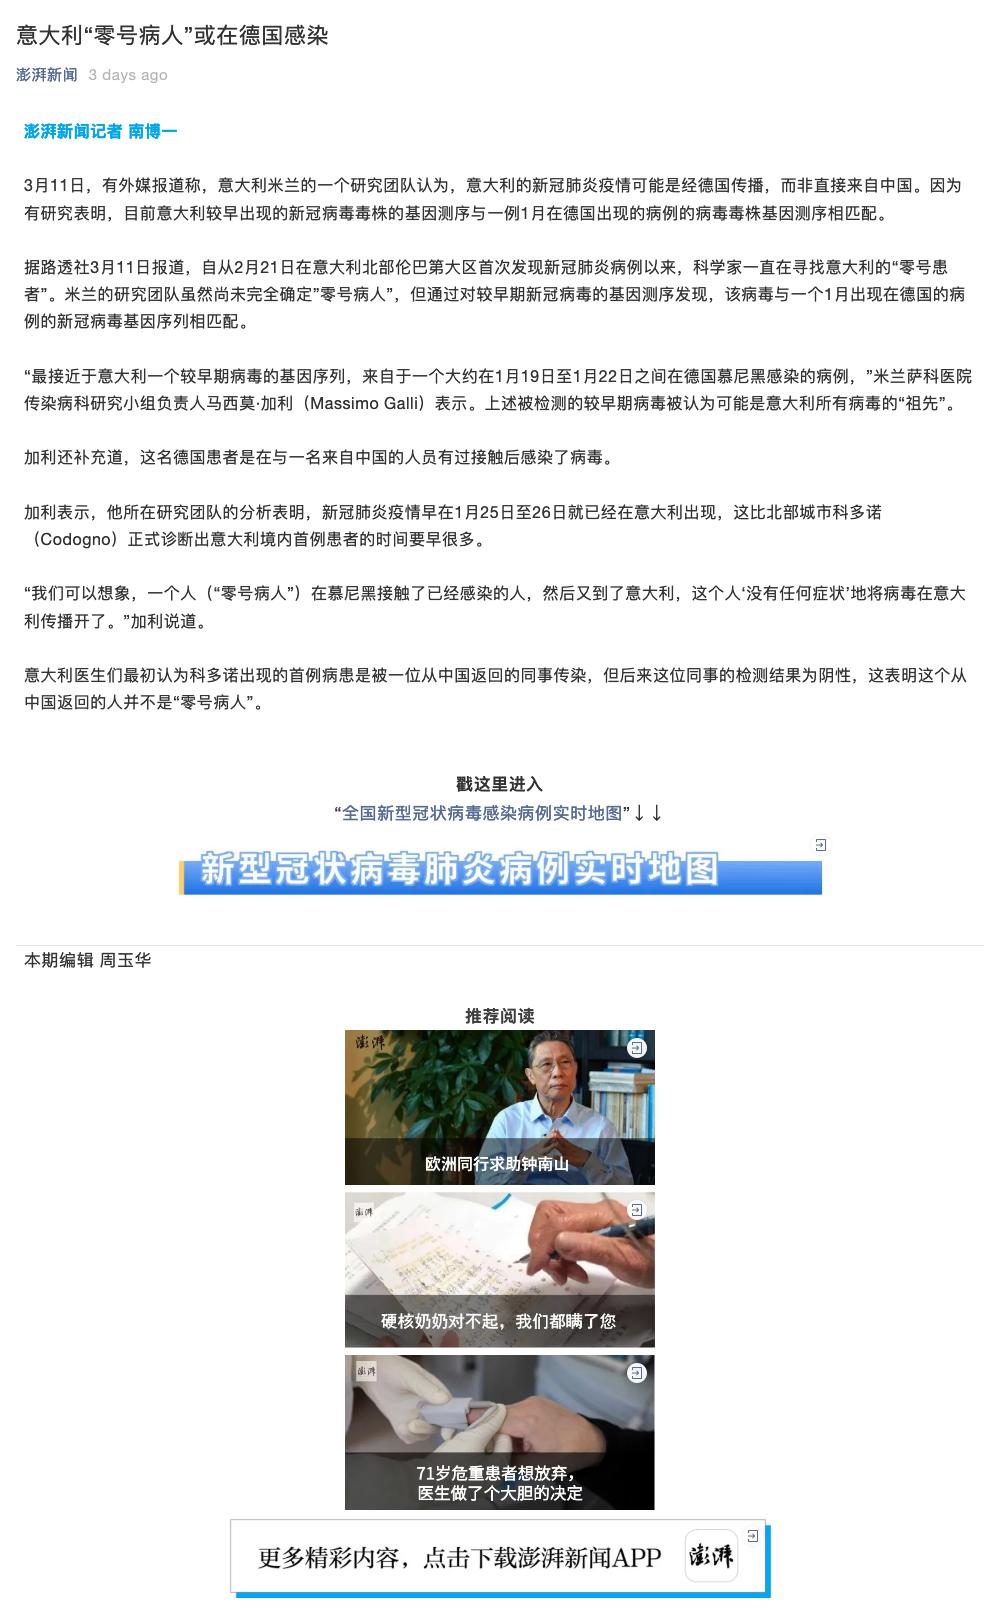 意大利“零号病人”或在德国感染
澎湃新闻 3 days ago
澎湃新闻记者 南博一
3月11日，有外媒报道称，意大利米兰的一个研究团队认为，意大利的新冠肺炎疫情可能是经德国传播，而非直接来自中国。因为
有研究表明，目前意大利较早出现的新冠病毒毒株的基因测序与一例1月在德国出现的病例的病毒毒株基因测序相匹配。
据路透社3月11日报道，自从2月21日在意大利北部伦巴第大区首次发现新冠肺炎病例以来，科学家一直在寻找意大利的“零号患
者”。米兰的研究团队虽然尚未完全确定”零号病人”，但通过对较早期新冠病毒的基因测序发现，该病毒与一个1月出现在德国的病
例的新冠病毒基因序列相匹配。
“最接近于意大利一个较早期病毒的基因序列，来自于一个大约在1月19日至1月22日之间在德国慕尼黑感染的病例，”米兰萨科医院
传染病科研究小组负责人马西莫·加利（Massimo Galli）表示。上述被检测的较早期病毒被认为可能是意大利所有病毒的“祖先”。
加利还补充道，这名德国患者是在与一名来自中国的人员有过接触后感染了病毒。
加利表示，他所在研究团队的分析表明，新冠肺炎疫情早在1月25日至26日就已经在意大利出现，这比北部城市科多诺
（Codogno）正式诊断出意大利境内首例患者的时间要早很多。
“我们可以想象，一个人（“零号病人”）在慕尼黑接触了已经感染的人，然后又到了意大利，这个人‘没有任何症状’地将病毒在意大
利传播开了。”加利说道。
意大利医生们最初认为科多诺出现的首例病患是被一位从中国返回的同事传染，但后来这位同事的检测结果为阴性，这表明这个从
中国返回的人并不是“零号病人”。
戳这里进入
“全国新型冠状病毒感染病例实时地图”↓↓
新型冠状病毒肺炎病例实时地图
本期编辑 周玉华
推荐阅读
澎湃
欧洲同行求助钟南山
澎湃
硬核奶奶对不起，我们都瞒了您
澎湃
71岁危重患者想放弃，
医生做了个大胆的决定
更多精彩内容，点击下载澎湃新闻APP 澎湃